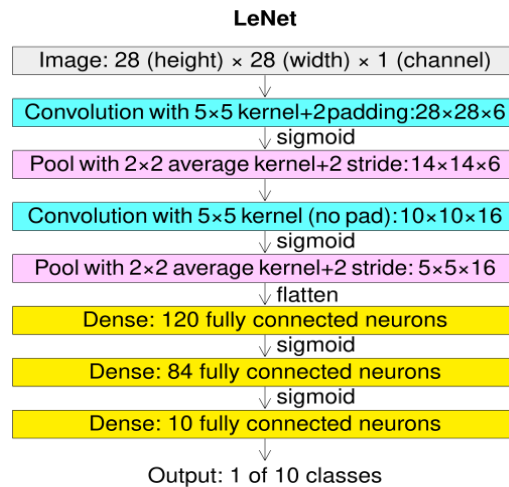 LeNet
Image: 28 (height) × 28 (width) × 1 (channel)
Convolution with 5×5 kernel+2padding:28×28×6
sigmoid
Pool with 2×2 average kernel+2 stride:14×14×6
Convolution with 5×5 kernel (no pad):10×10×16
sigmoid
Pool with 2×2 average kernel+2 stride: 5×5×16
flatten
Dense: 120 fully connected neurons
sigmoid
Dense: 84 fully connected neurons
sigmoid
Dense: 10 fully connected neurons
Output: 1 of 10 classes